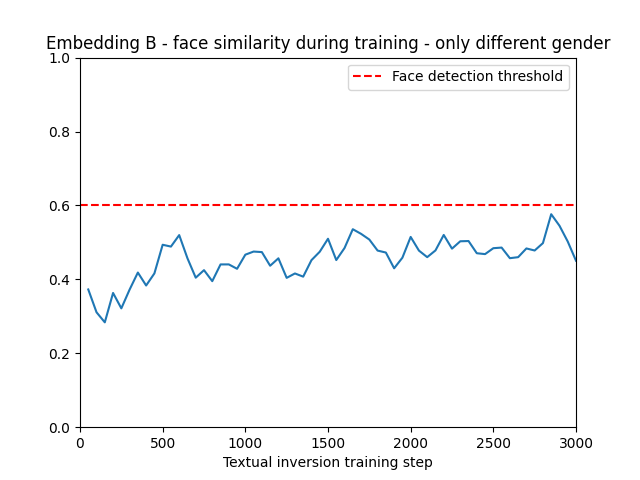 Embedding B - face similarity during training - only different gender
Face detection threshold
1.0
0.8
0.6
0.4
0.2
0.0
0 500 1000 1500 2000 2500 3000
Textual inversion training step